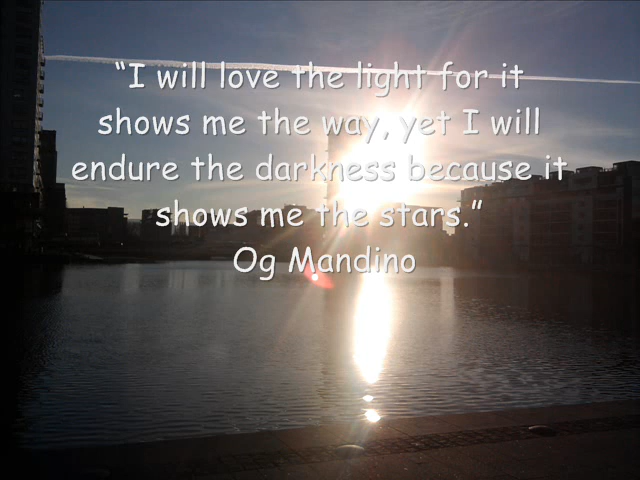 “I will love the light for it
shows me the way, yet I will
endure the darkness because it
shows me the stars.”
Og Mandino